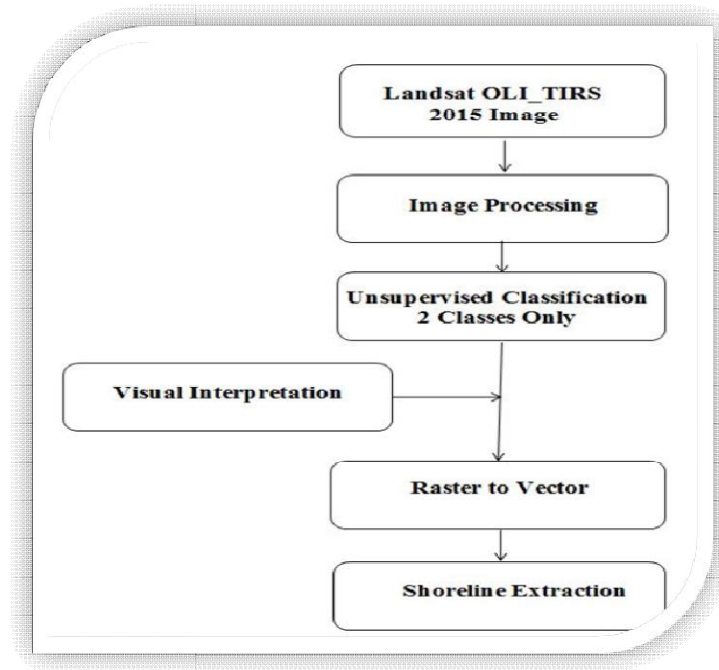 Landsat OLI_TIRS
2015 Image
Image Processing
Unsupervised Classification
2 Classes Only
Visual Interpretation
Raster to Vector
Shoreline Extraction